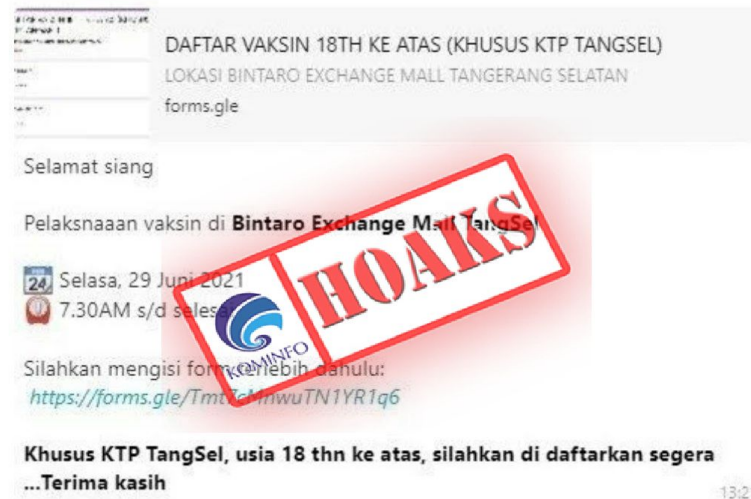 DAFTAR VAKSIN 18TH KE ATAS (KHUSUS KTP TANGSEL)
LOKASI BINTARO EXCHANGE MALL TANGERANG SELATAN
forms.gle
Selamat siang
Pelaksnaaan vaksin di Bintaro Exchange Mall TangSel
24 Selasa, 29 Juni 2021
7.30AM s/d selesai
HOAKS
KOMINFO
Silahkan mengisi form terlebih dahulu:
https://forms.gle/
Khusus KTP TangSel, usia 18 thn ke atas, silahkan di daftarkan segera
...Terima kasih